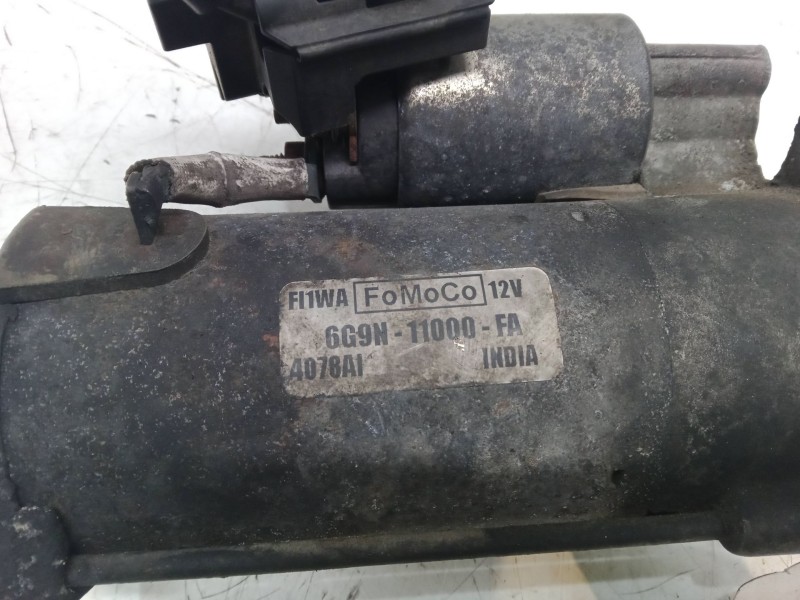 FI1WA FoMoCo 12V
6G9N - 11000 - FA
4078AI INDIA